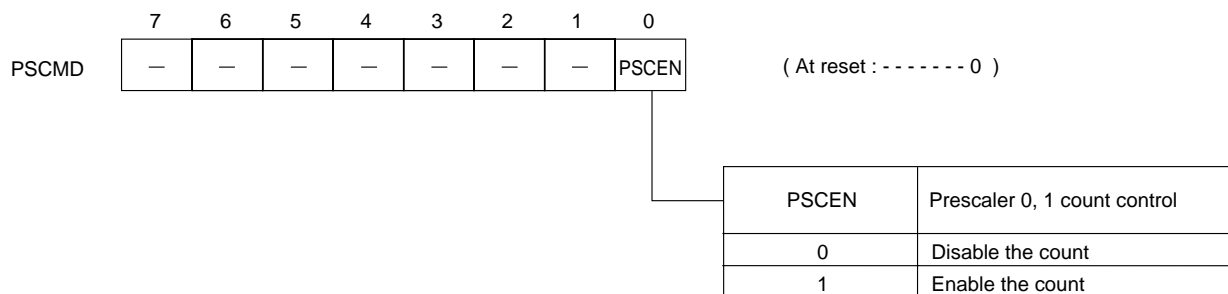 7 6 5 4 3 2 1 0
PSCMD — — — — — — — PSCEN ( At reset : - - - - - - - 0 )
PSCEN Prescaler 0, 1 count control
0 Disable the count
1 Enable the count